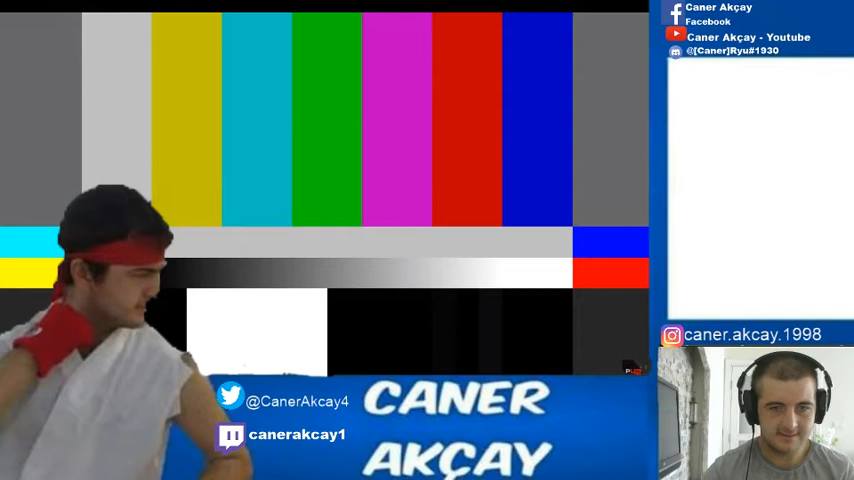 Caner Akçay
Facebook
Caner Akçay - Youtube
@[Caner]Ryu#1930
caner.akcay.1998
@CanerAkcay4
canerakcay1
CANER
AKÇAY